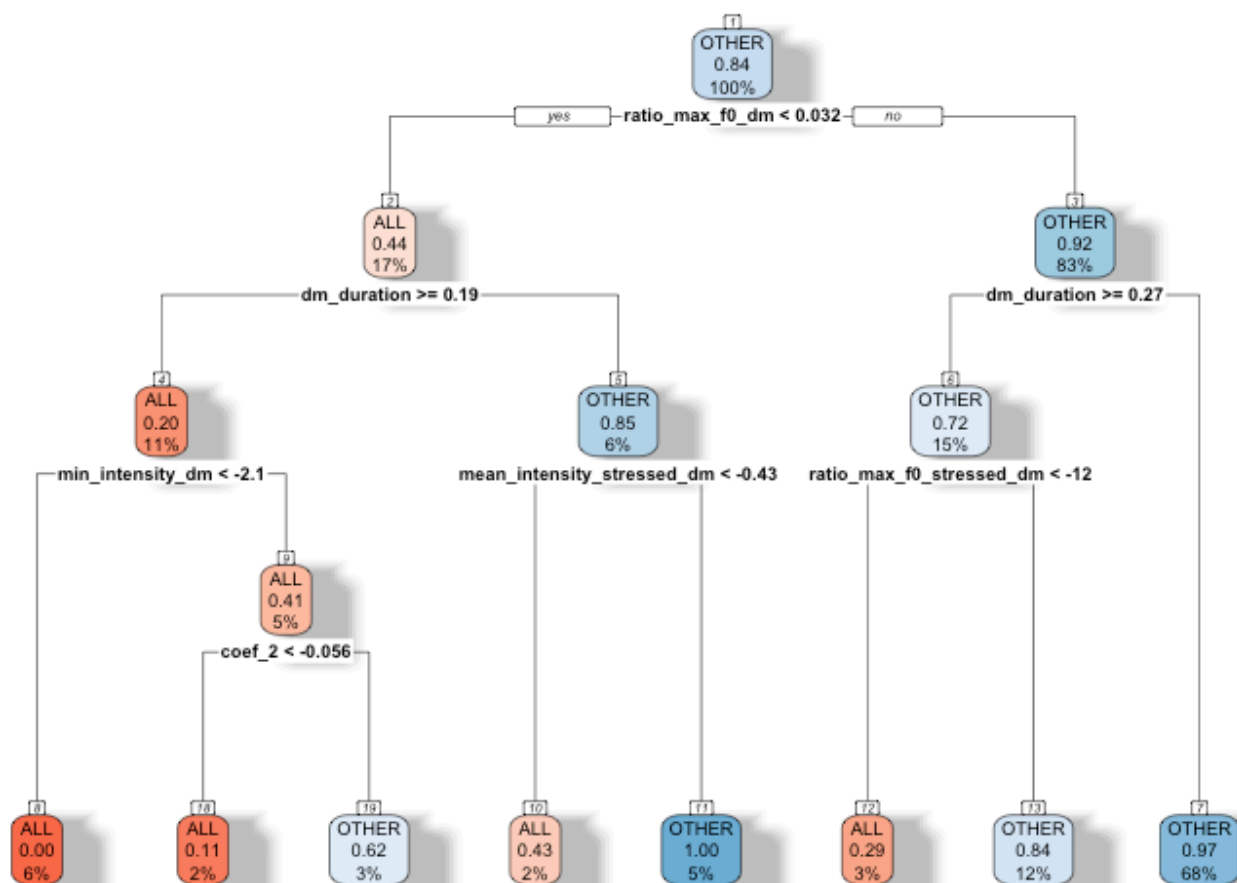 1
OTHER
0.84
100%
yes ratio_max_f0_dm < 0.032 no
2
ALL
0.44
17%
3
OTHER
0.92
83%
dm_duration >= 0.19
dm_duration >= 0.27
4
ALL
0.20
11%
5
OTHER
0.85
6%
6
OTHER
0.72
15%
min_intensity_dm < -2.1
mean_intensity_stressed_dm < -0.43
ratio_max_f0_stressed_dm < -12
9
ALL
0.41
5%
coef_2 < -0.056
8
ALL
0.00
6%
18
ALL
0.11
2%
19
OTHER
0.62
3%
10
ALL
0.43
2%
11
OTHER
1.00
5%
12
ALL
0.29
3%
13
OTHER
0.84
12%
7
OTHER
0.97
68%